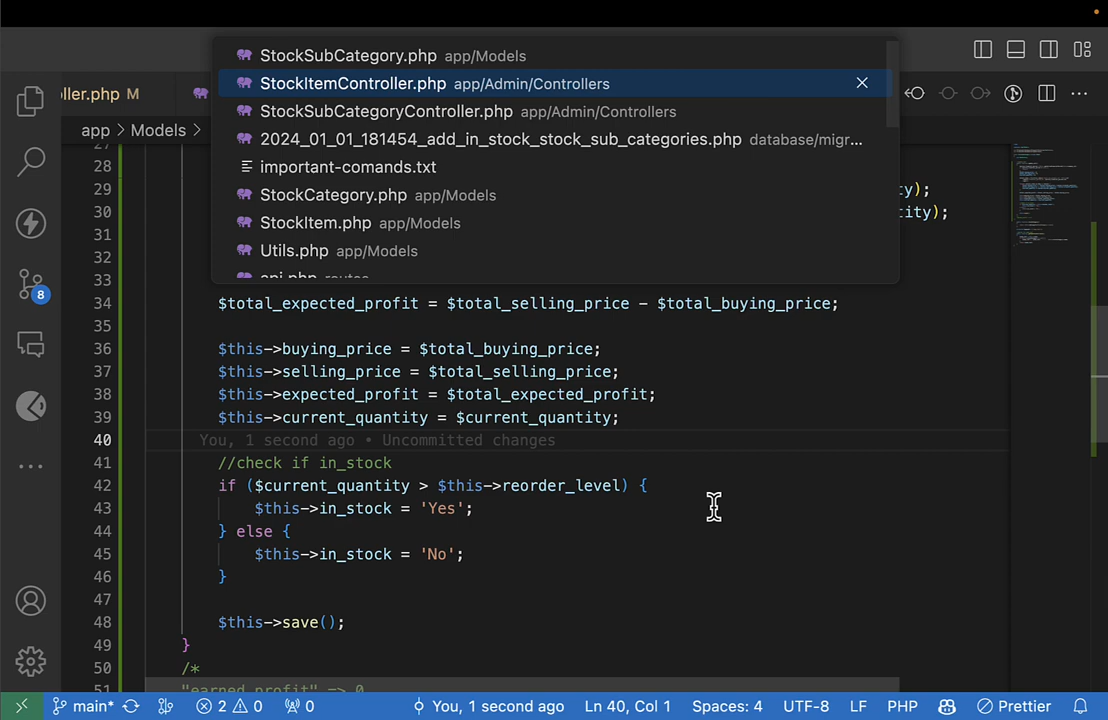 StockSubCategory.php app/Models
StockItemController.php app/Admin/Controllers
ller.php M
StockSubCategoryController.php app/Admin/Controllers
app > Models >
2024_01_01_181454_add_in_stock_stock_sub_categories.php database/migr...
important-comands.txt
28
29 y);
StockCategory.php app/Models
30 ity);
StockItem.php app/Models
31
Utils.php app/Models
32
33
34 $total_expected_profit = $total_selling_price - $total_buying_price;
35
36 $this->buying_price = $total_buying_price;
37 $this->selling_price = $total_selling_price;
38 $this->expected_profit = $total_expected_profit;
39 $this->current_quantity = $current_quantity;
40 You, 1 second ago • Uncommitted changes
41 //check if in_stock
42 if ($current_quantity > $this->reorder_level) {
43 $this->in_stock = 'Yes';
44 } else {
45 $this->in_stock = 'No';
46 }
47
48 $this->save();
49 }
50 /*
51 "earned_profit" => 0
8
main* 2 0 0 You, 1 second ago Ln 40, Col 1 Spaces: 4 UTF-8 LF PHP Prettier